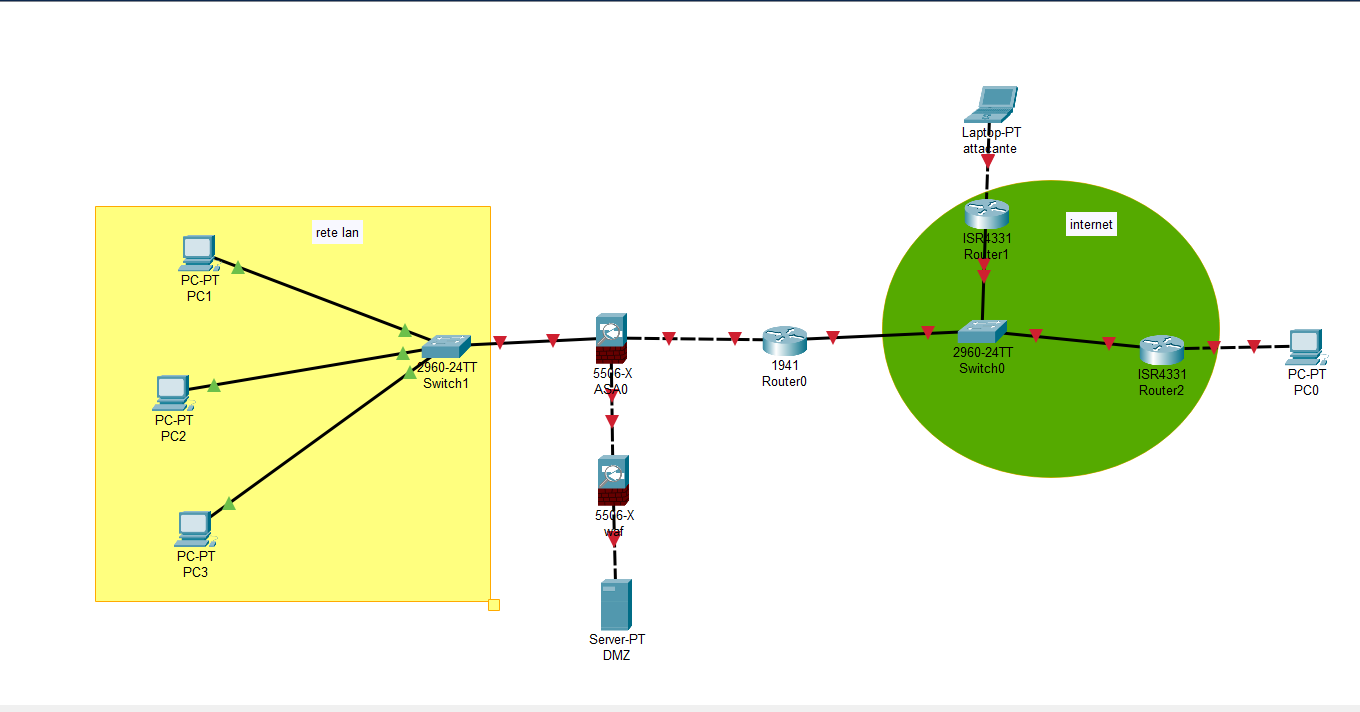 Laptop-PT
attaccante
rete lan
internet
ISR4331
Router1
PC-PT
PC1
2960-24TT
Switch1
5506-X
ASA0
1941
Router0
2960-24TT
Switch0
ISR4331
Router2
PC-PT
PC0
PC-PT
PC2
5506-X
waf
PC-PT
PC3
Server-PT
DMZ